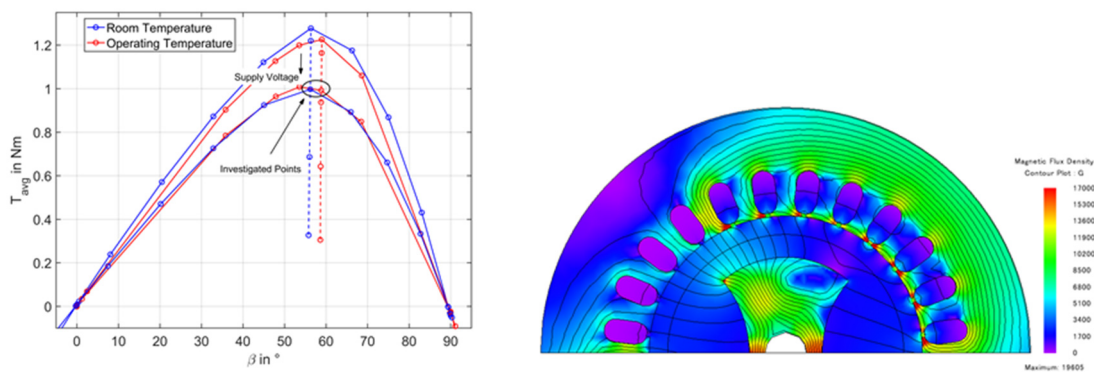 Room Temperature
Operating Temperature
Supply Voltage
Investigated Points
T_avg in Nm
1.2
1
0.8
0.6
0.4
0.2
0
0 10 20 30 40 50 60 70 80 90
β in °
Magnetic Flux Density
Contour Plot : G
17000
15300
13600
11900
10200
8500
6800
5100
3400
1700
0
Maximum: 19605